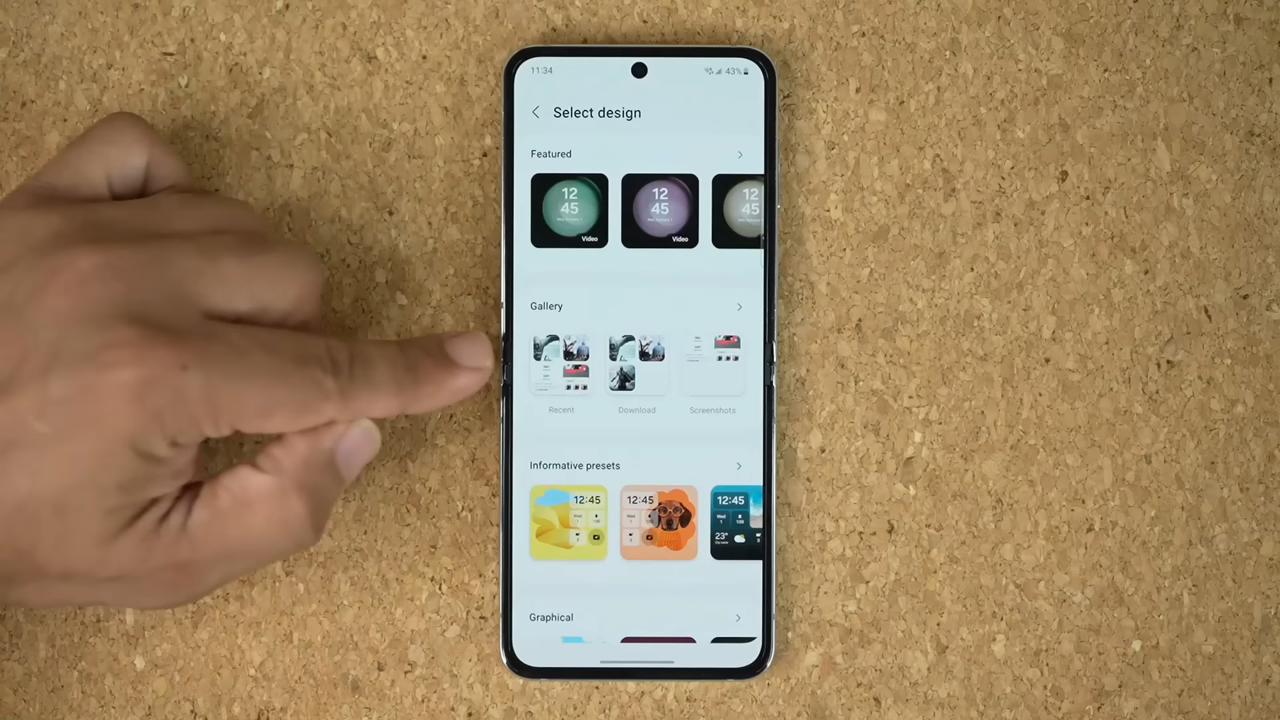 11:34 43%
Select design
Featured
12
45
Video
12
45
Video
12
45
Gallery
Recent
Download
Screenshots
Informative presets
12:45
12:45
12:45
Wed
23°
Graphical